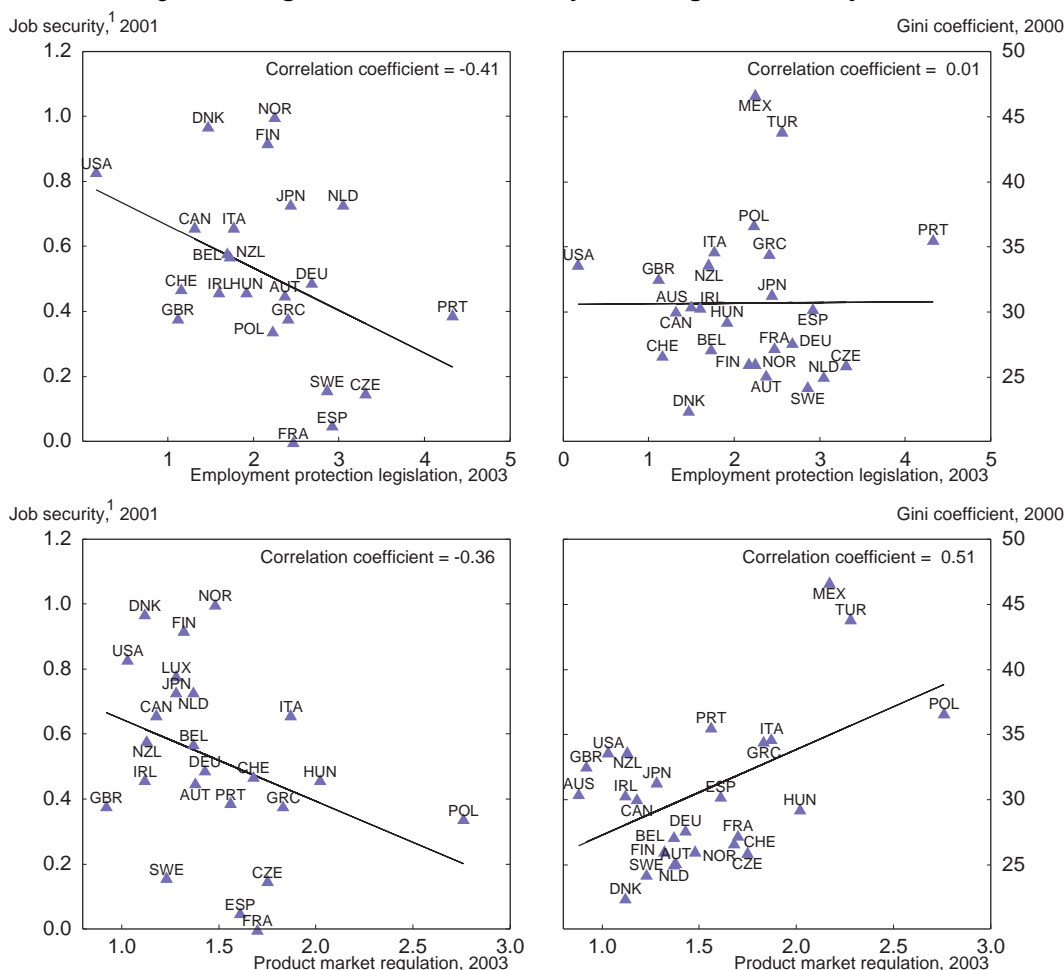 Job security,1 2001
1.2
1.0
0.8
0.6
0.4
0.2
0.0
Correlation coefficient = -0.41
NOR
DNK
FIN
USA
JPN NLD
CAN ITA
BEL NZL
CHE IRL HUN AUT DEU
GBR POL GRC PRT
SWE CZE
ESP
FRA
1 2 3 4 5
Employment protection legislation, 2003
Gini coefficient, 2000
50
45
40
35
30
25
Correlation coefficient = 0.01
MEX
TUR
POL PRT
USA ITA GRC
GBR NZL
AUS IRL JPN
CAN HUN ESP
CHE BEL FRA DEU
FIN NOR CZE
AUT NLD
DNK SWE
0 1 2 3 4 5
Employment protection legislation, 2003
Job security,1 2001
1.2
1.0
0.8
0.6
0.4
0.2
0.0
Correlation coefficient = -0.36
DNK NOR
FIN
USA
LUX
JPN
CAN NLD ITA
NZL BEL
IRL DEU CHE HUN
GBR AUT PRT GRC
POL
SWE CZE
ESP
FRA
1.0 1.5 2.0 2.5 3.0
Product market regulation, 2003
Gini coefficient, 2000
50
45
40
35
30
25
Correlation coefficient = 0.51
MEX
TUR
POL
PRT ITA
USA GRC
GBR NZL
AUS IRL JPN ESP
CAN HUN
DEU FRA
BEL CHE
FIN AUT NOR CZE
SWE NLD
DNK
1.0 1.5 2.0 2.5 3.0
Product market regulation, 2003